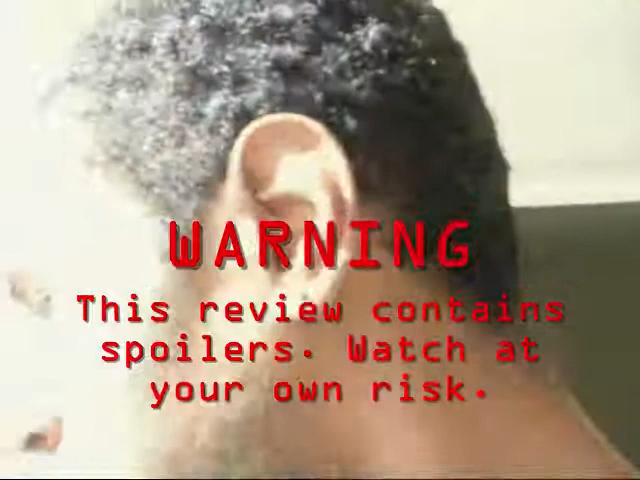 WARNING
This review contains
spoilers. Watch at
your own risk.